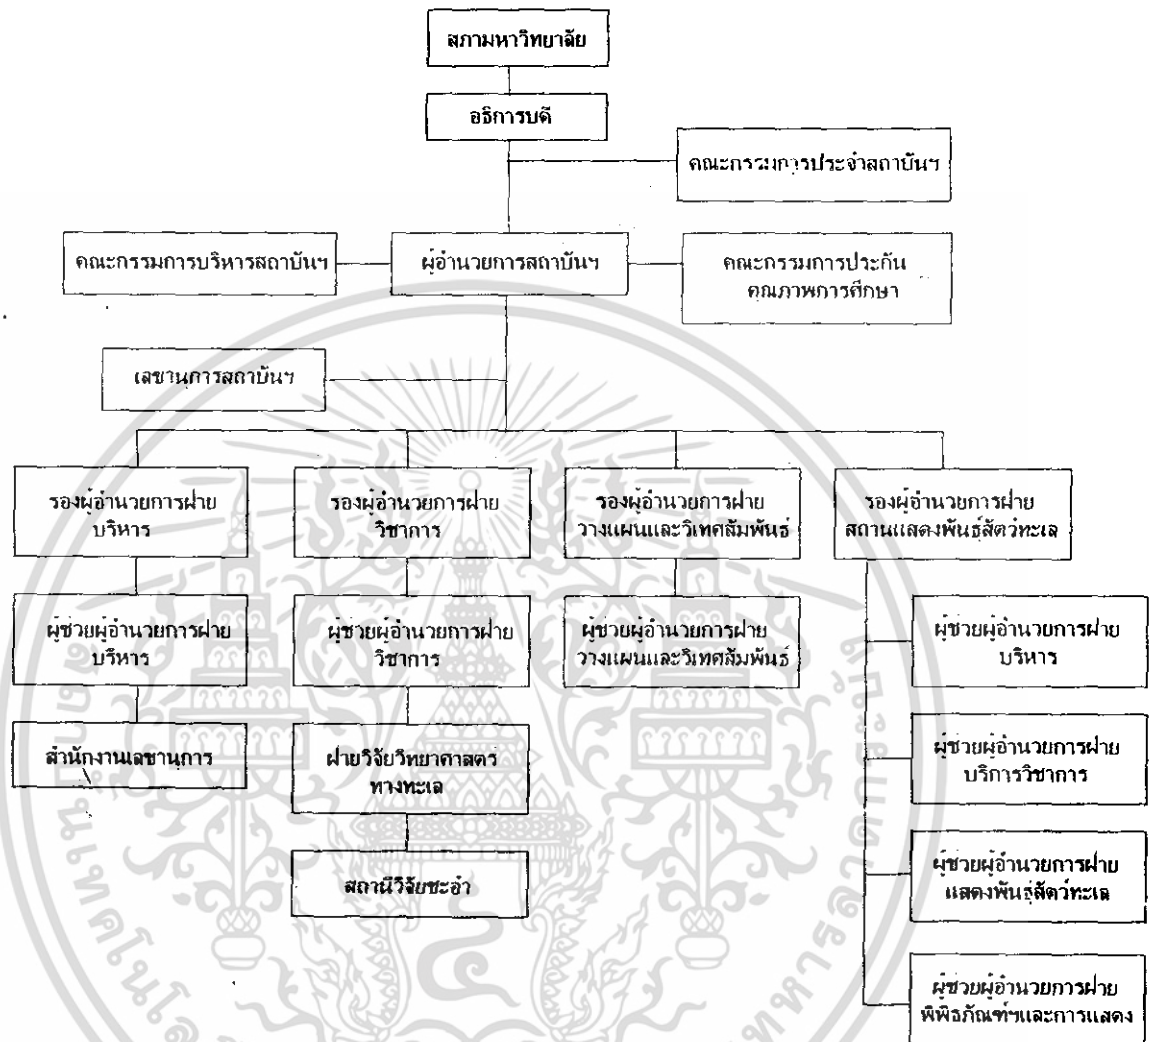 สภามหาวิทยาลัย
อธิการบดี
คณะกรรมการประจำสถาบันฯ
คณะกรรมการบริหารสถาบันฯ
ผู้อำนวยการสถาบันฯ
คณะกรรมการประกัน
คุณภาพการศึกษา
เลขานุการสถาบันฯ
รองผู้อำนวยการฝ่าย
บริหาร
รองผู้อำนวยการฝ่าย
วิชาการ
รองผู้อำนวยการฝ่าย
วางแผนและวิเทศสัมพันธ์
รองผู้อำนวยการฝ่าย
สถานแสดงพันธุ์สัตว์ทะเล
ผู้ช่วยผู้อำนวยการฝ่าย
บริหาร
ผู้ช่วยผู้อำนวยการฝ่าย
วิชาการ
ผู้ช่วยผู้อำนวยการฝ่าย
วางแผนและวิเทศสัมพันธ์
ผู้ช่วยผู้อำนวยการฝ่าย
บริหาร
สำนักงานเลขานุการ
ฝ่ายวิจัยวิทยาศาสตร์
ทางทะเล
ผู้ช่วยผู้อำนวยการฝ่าย
บริการวิชาการ
สถานีวิจัยชะอำ
ผู้ช่วยผู้อำนวยการฝ่าย
แสดงพันธุ์สัตว์ทะเล
ผู้ช่วยผู้อำนวยการฝ่าย
พิพิธภัณฑ์ฯและการแสดง